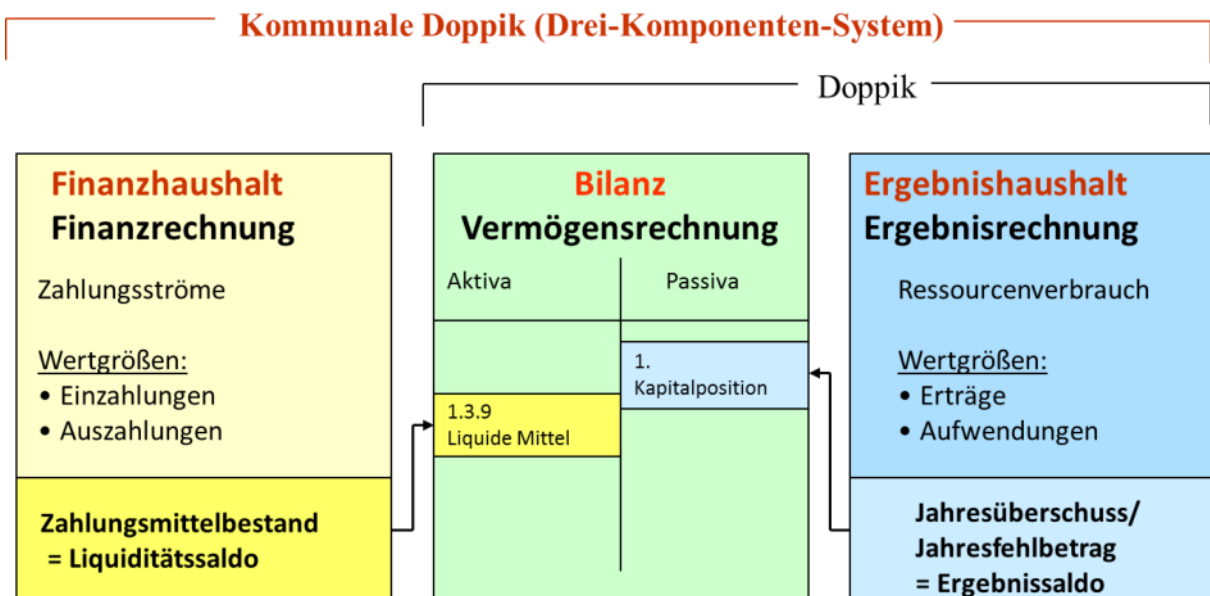 Kommunale Doppik (Drei-Komponenten-System)
Doppik
Finanzhaushalt
Finanzrechnung
Zahlungsströme
Wertgrößen:
• Einzahlungen
• Auszahlungen
Zahlungsmittelbestand
= Liquiditätssaldo
Bilanz
Vermögensrechnung
Aktiva
Passiva
1.
Kapitalposition
1.3.9
Liquide Mittel
Ergebnishaushalt
Ergebnisrechnung
Ressourcenverbrauch
Wertgrößen:
• Erträge
• Aufwendungen
Jahresüberschuss/
Jahresfehlbetrag
= Ergebnissaldo